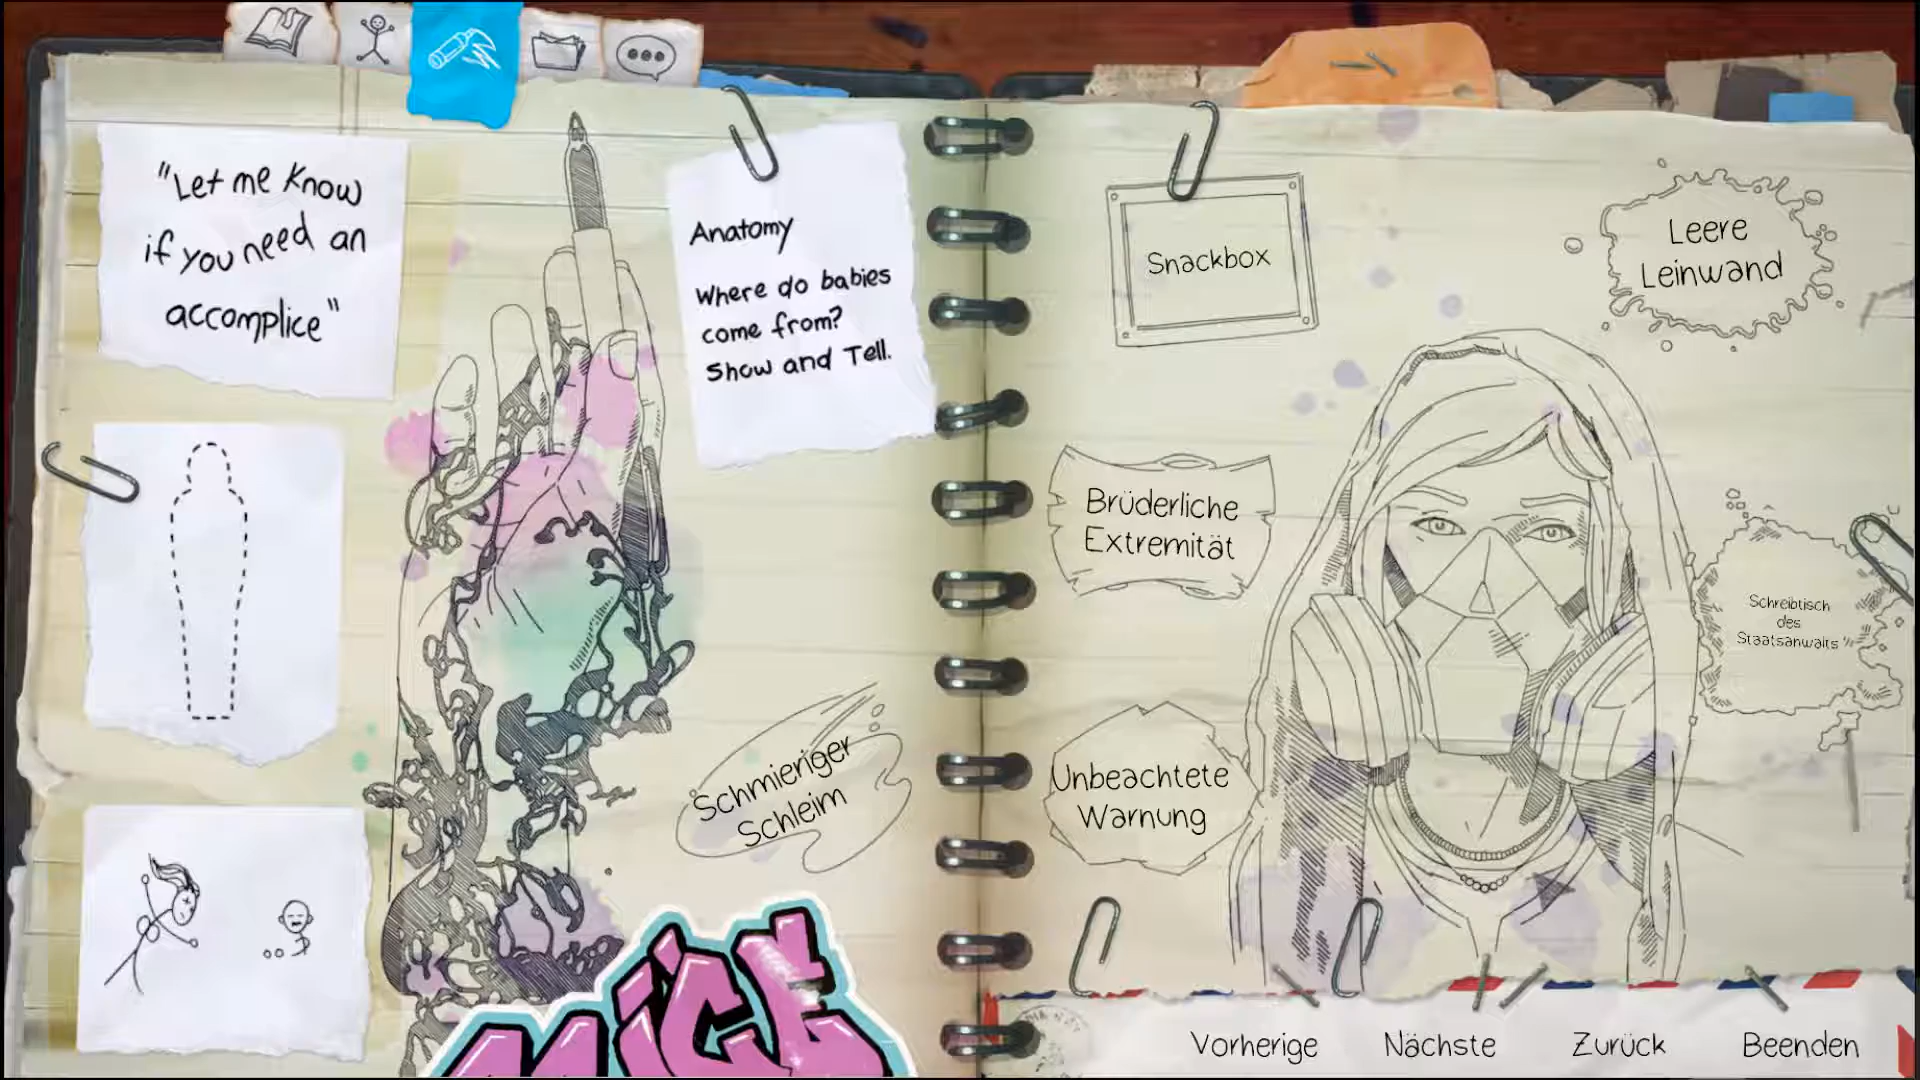 "Let me know
if you need an
accomplice"
Anatomy
Where do babies
come from?
Show and Tell.
Schmieriger
Schleim
Snackbox
Leere
Leinwand
Brüderliche
Extremität
Schreibtisch
des
Staatsanwalts
Unbeachtete
Warnung
Vorherige
Nächste
Zurück
Beenden